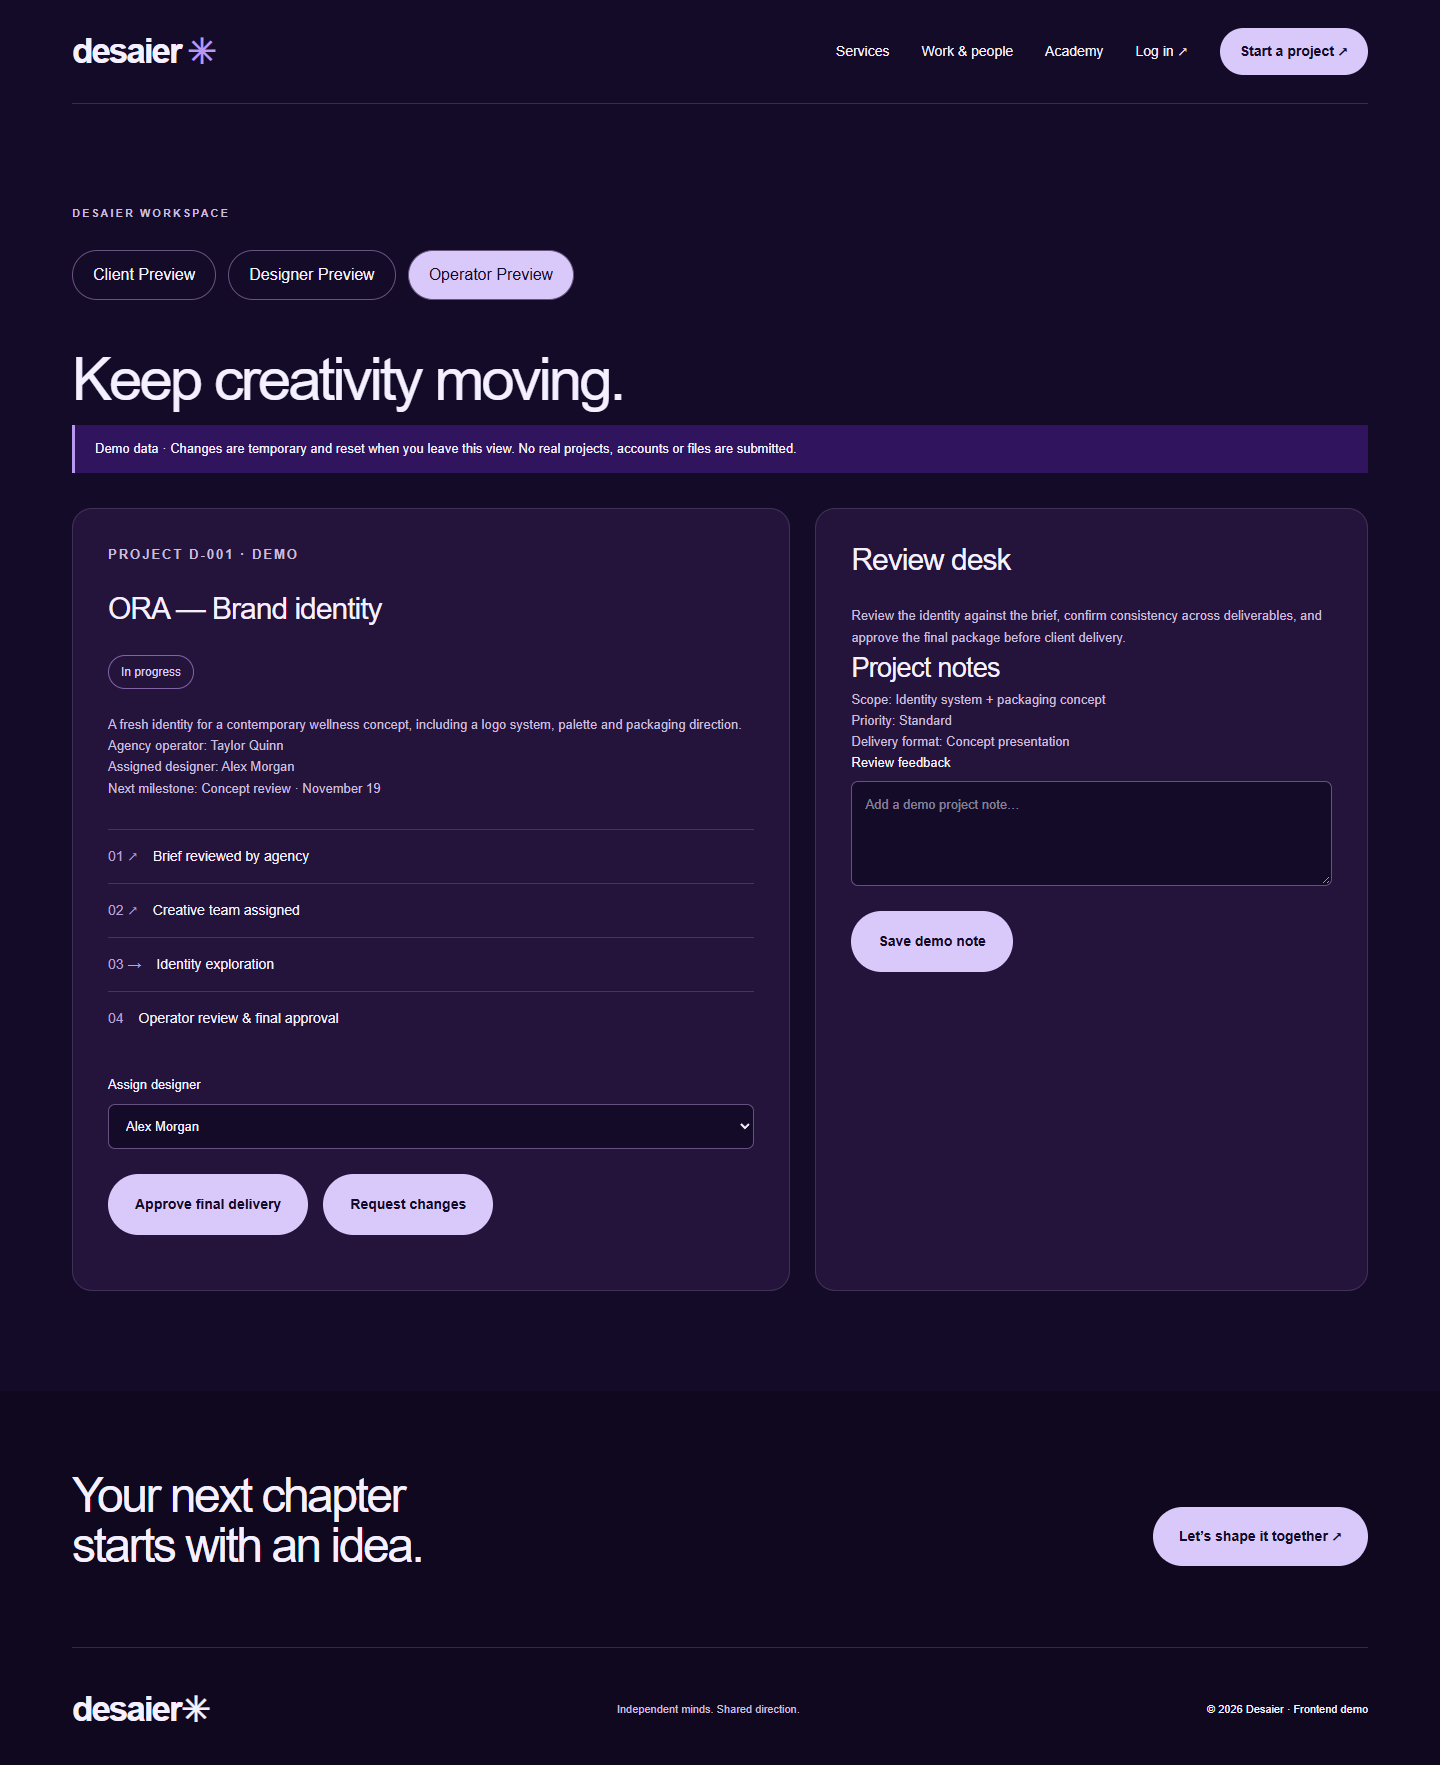 desaier ✳
Services
Work & people
Academy
Log in ↗
Start a project ↗
DESAIER WORKSPACE
Client Preview
Designer Preview
Operator Preview
Keep creativity moving.
Demo data · Changes are temporary and reset when you leave this view. No real projects, accounts or files are submitted.
PROJECT D-001 · DEMO
ORA — Brand identity
In progress
A fresh identity for a contemporary wellness concept, including a logo system, palette and packaging direction.
Agency operator: Taylor Quinn
Assigned designer: Alex Morgan
Next milestone: Concept review · November 19
01 ↗ Brief reviewed by agency
02 ↗ Creative team assigned
03 → Identity exploration
04 Operator review & final approval
Assign designer
Alex Morgan
Approve final delivery
Request changes
Review desk
Review the identity against the brief, confirm consistency across deliverables, and
approve the final package before client delivery.
Project notes
Scope: Identity system + packaging concept
Priority: Standard
Delivery format: Concept presentation
Review feedback
Add a demo project note…
Save demo note
Your next chapter
starts with an idea.
Let's shape it together ↗
desaier✳
Independent minds. Shared direction.
© 2026 Desaier · Frontend demo